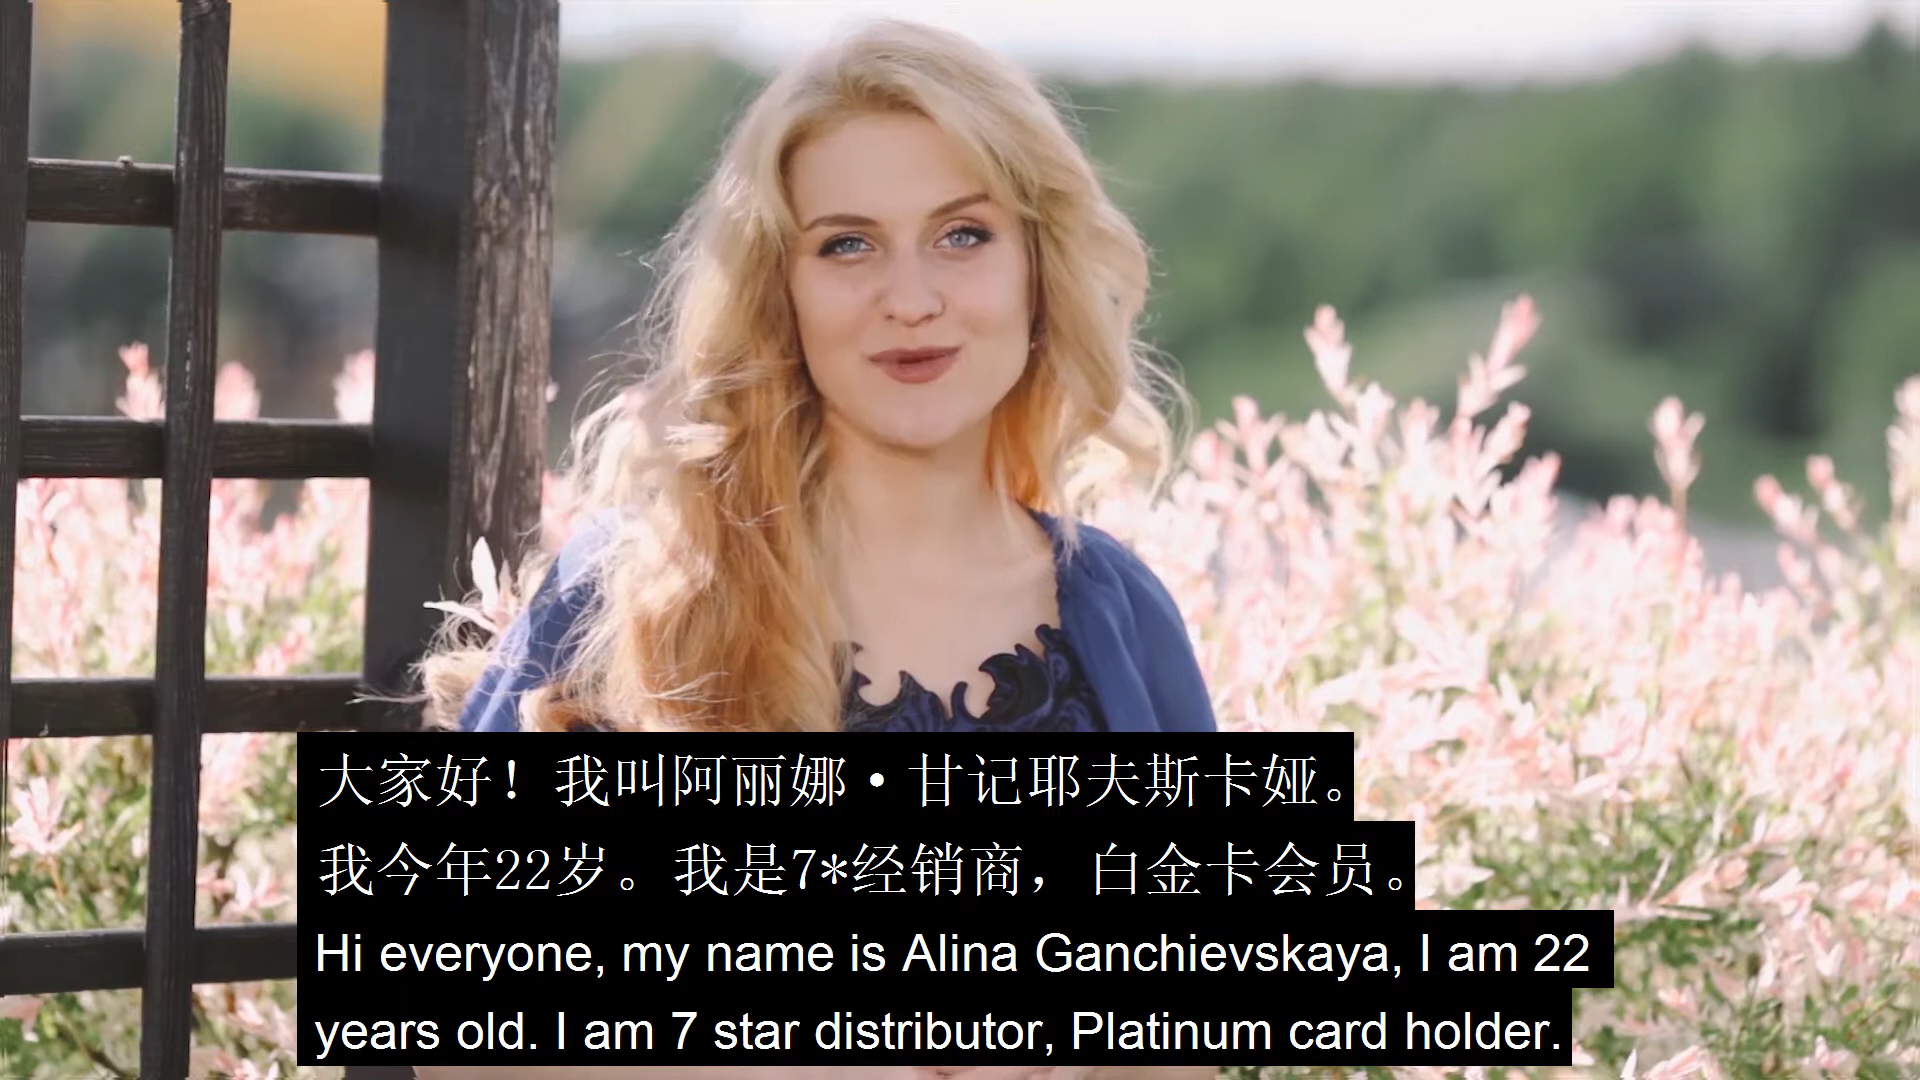 大家好！我叫阿丽娜·甘记耶夫斯卡娅。
我今年22岁。我是7*经销商，白金卡会员。
Hi everyone, my name is Alina Ganchievskaya, I am 22
years old. I am 7 star distributor, Platinum card holder.